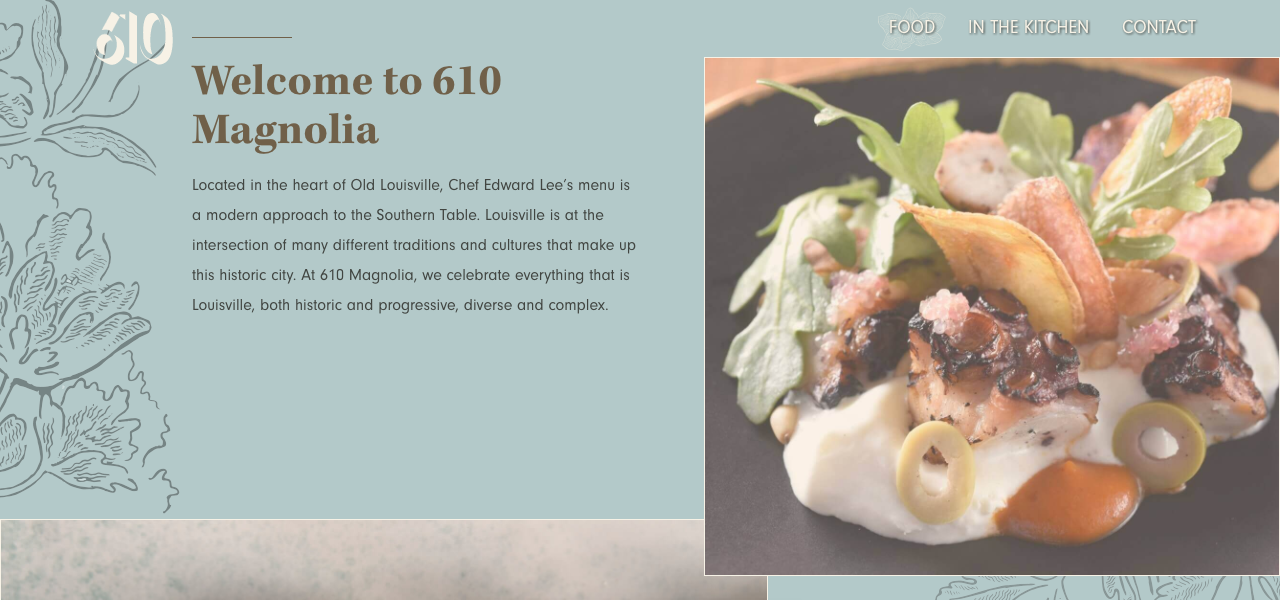 610
FOOD IN THE KITCHEN CONTACT
Welcome to 610
Magnolia
Located in the heart of Old Louisville, Chef Edward Lee’s menu is
a modern approach to the Southern Table. Louisville is at the
intersection of many different traditions and cultures that make up
this historic city. At 610 Magnolia, we celebrate everything that is
Louisville, both historic and progressive, diverse and complex.